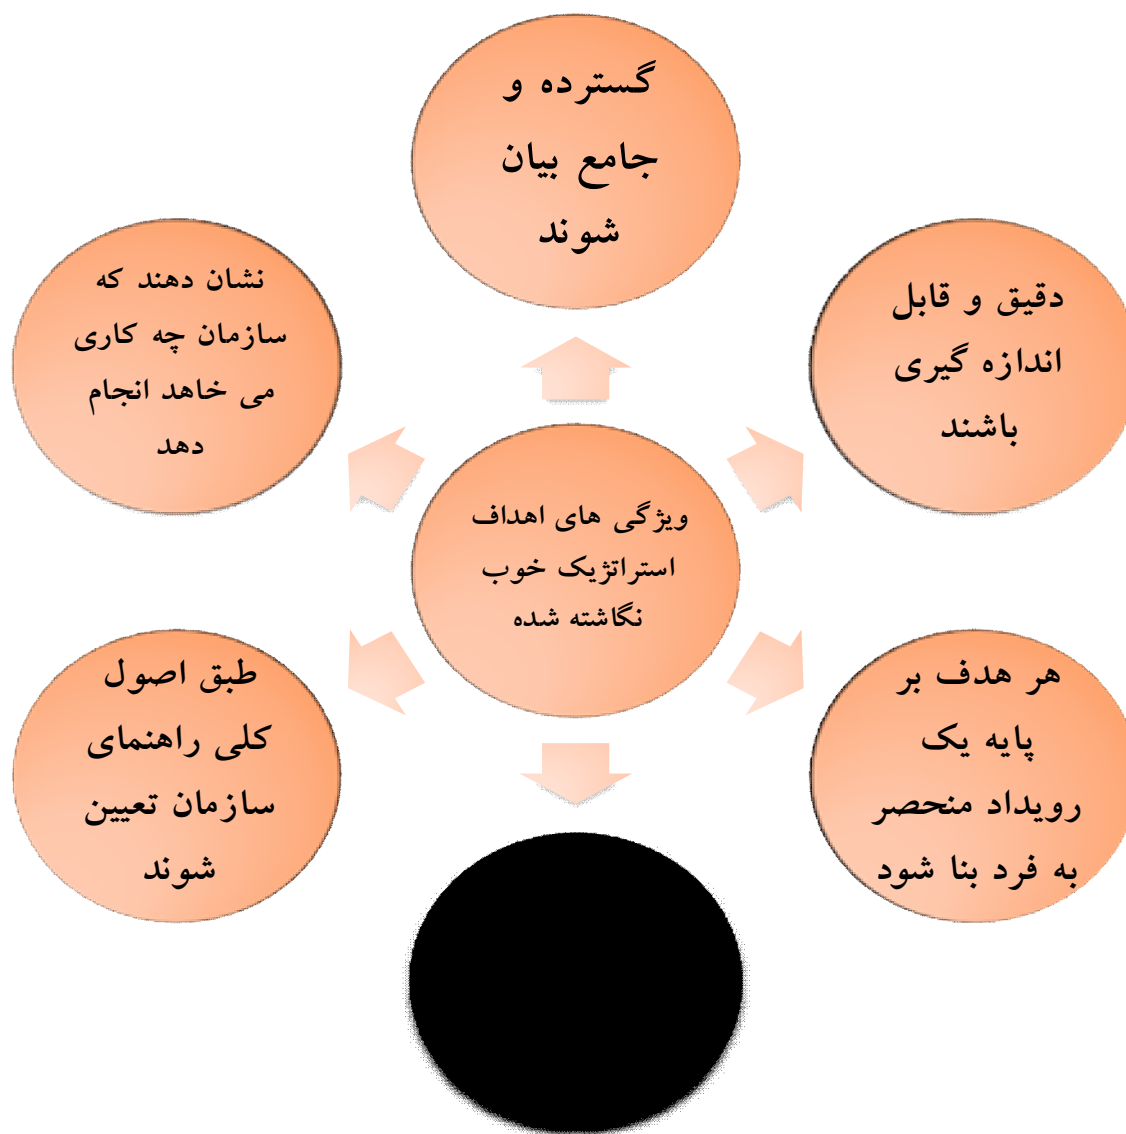 گسترده و
جامع بیان
شوند
دقیق و قابل
اندازه گیری
باشند
هر هدف بر
پایه یک
رویداد منحصر
به فرد بنا شود
طبق اصول
کلی راهنمای
سازمان تعیین
شوند
نشان دهند که
سازمان چه کاری
می خاهد انجام
دهد
ویژگی های اهداف
استراتژیک خوب
نگاشته شده